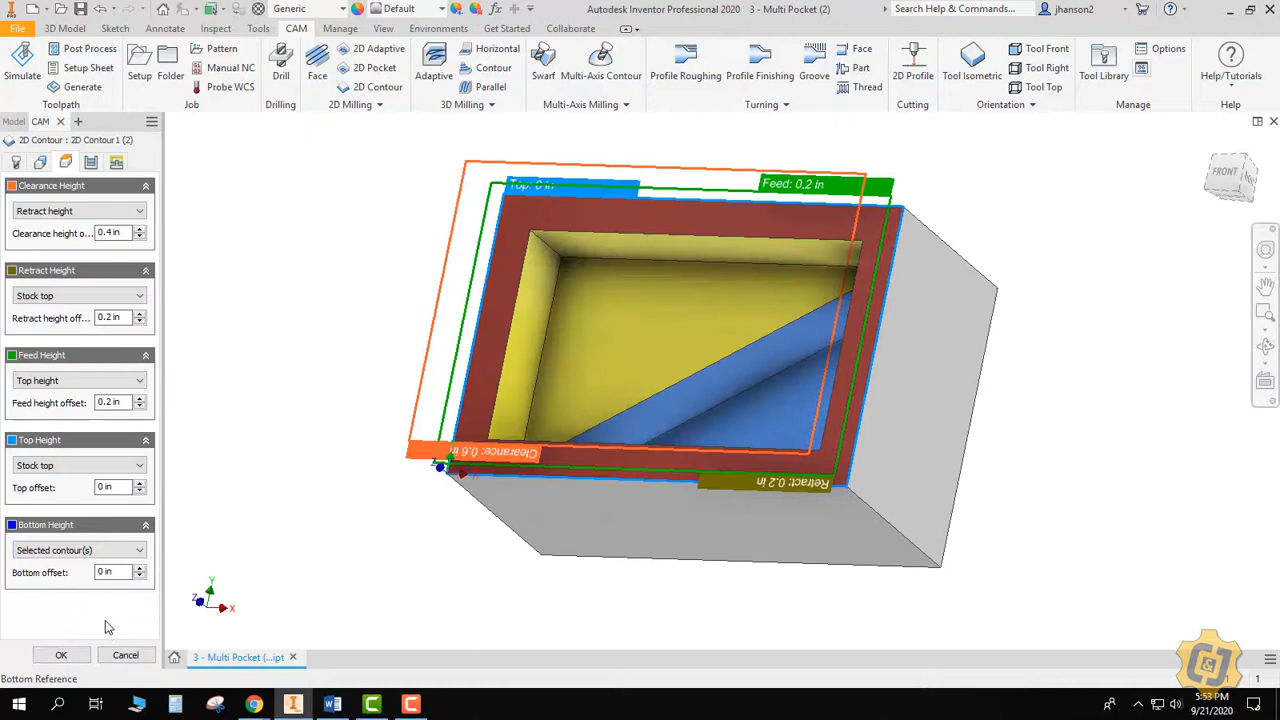 Generic
Default
Autodesk Inventor Professional 2020
3 - Multi Pocket (2)
Search Help & Commands...
jhanson2
File
3D Model
Sketch
Annotate
Inspect
Tools
CAM
Manage
View
Environments
Get Started
Collaborate
Simulate
Post Process
Setup Sheet
Generate
Toolpath
Setup
Folder
Pattern
Manual NC
Probe WCS
Job
Drill
Drilling
Face
2D Adaptive
2D Pocket
2D Contour
2D Milling
Adaptive
Horizontal
Contour
Parallel
3D Milling
Swarf
Multi-Axis Contour
Multi-Axis Milling
Profile Roughing
Profile Finishing
Groove
Face
Part
Thread
Turning
2D Profile
Cutting
Tool Isometric
Tool Front
Tool Right
Tool Top
Orientation
Tool Library
Options
Manage
Help/Tutorials
Help
Model
CAM
2D Contour : 2D Contour1 (2)
Clearance Height
Retract height
Clearance height o...
0.4 in
Retract Height
Stock top
Retract height off...
0.2 in
Feed Height
Top height
Feed height offset:
0.2 in
Top Height
Stock top
Top offset:
0 in
Bottom Height
Selected contour(s)
Bottom offset:
0 in
OK
Cancel
Bottom Reference
Top: 0 in
Feed: 0.2 in
Clearance: 0.6 in
Retract: 0.2 in
FRONT
Z
Y
X
3 - Multi Pocket (...ipt
1
5:53 PM
9/21/2020